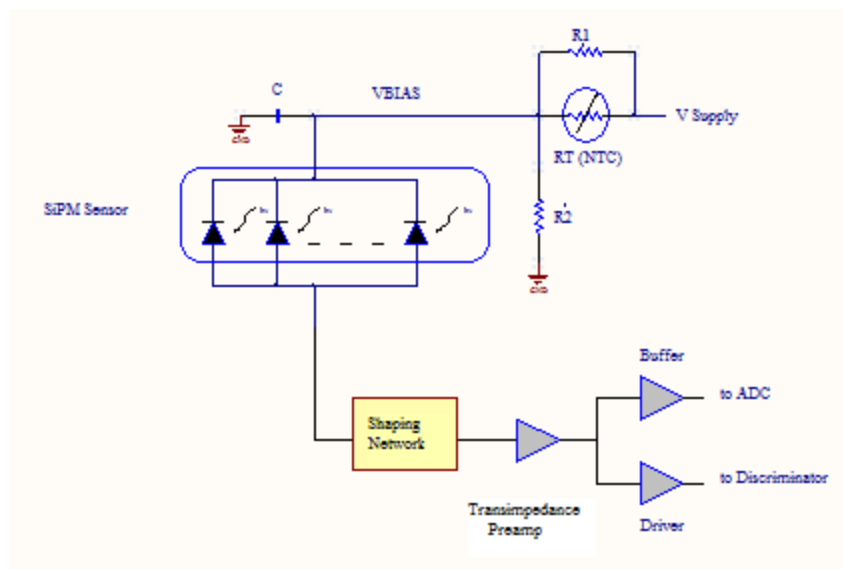 R1
C
VBIAS
V Supply
RT (NTC)
SiPM Sensor
R2
Buffer
to ADC
Shaping
Network
to Discriminator
Transimpedance
Preamp
Driver